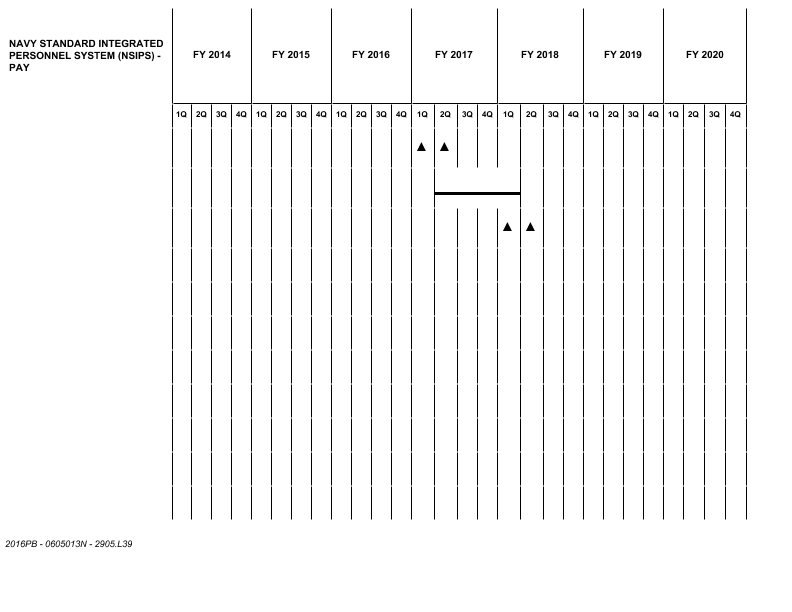 NAVY STANDARD INTEGRATED
PERSONNEL SYSTEM (NSIPS) -
PAY
FY 2014 FY 2015 FY 2016 FY 2017 FY 2018 FY 2019 FY 2020
1Q 2Q 3Q 4Q 1Q 2Q 3Q 4Q 1Q 2Q 3Q 4Q 1Q 2Q 3Q 4Q 1Q 2Q 3Q 4Q 1Q 2Q 3Q 4Q 1Q 2Q 3Q 4Q
2016PB - 0605013N - 2905.L39